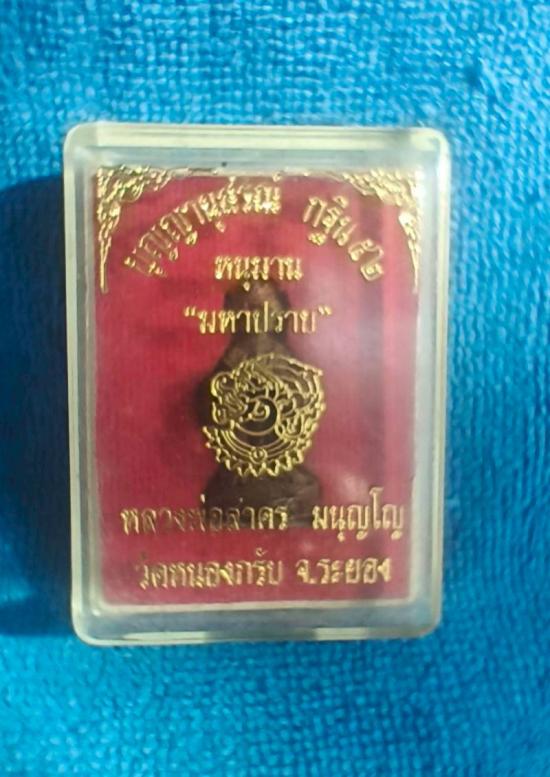 บุญญานุสรณ์ กฐิน ๕๒
หนุมาน
"มหาปราบ"
หลวงพ่อสาคร มนุญโญ
วัดหนองกรับ จ.ระยอง